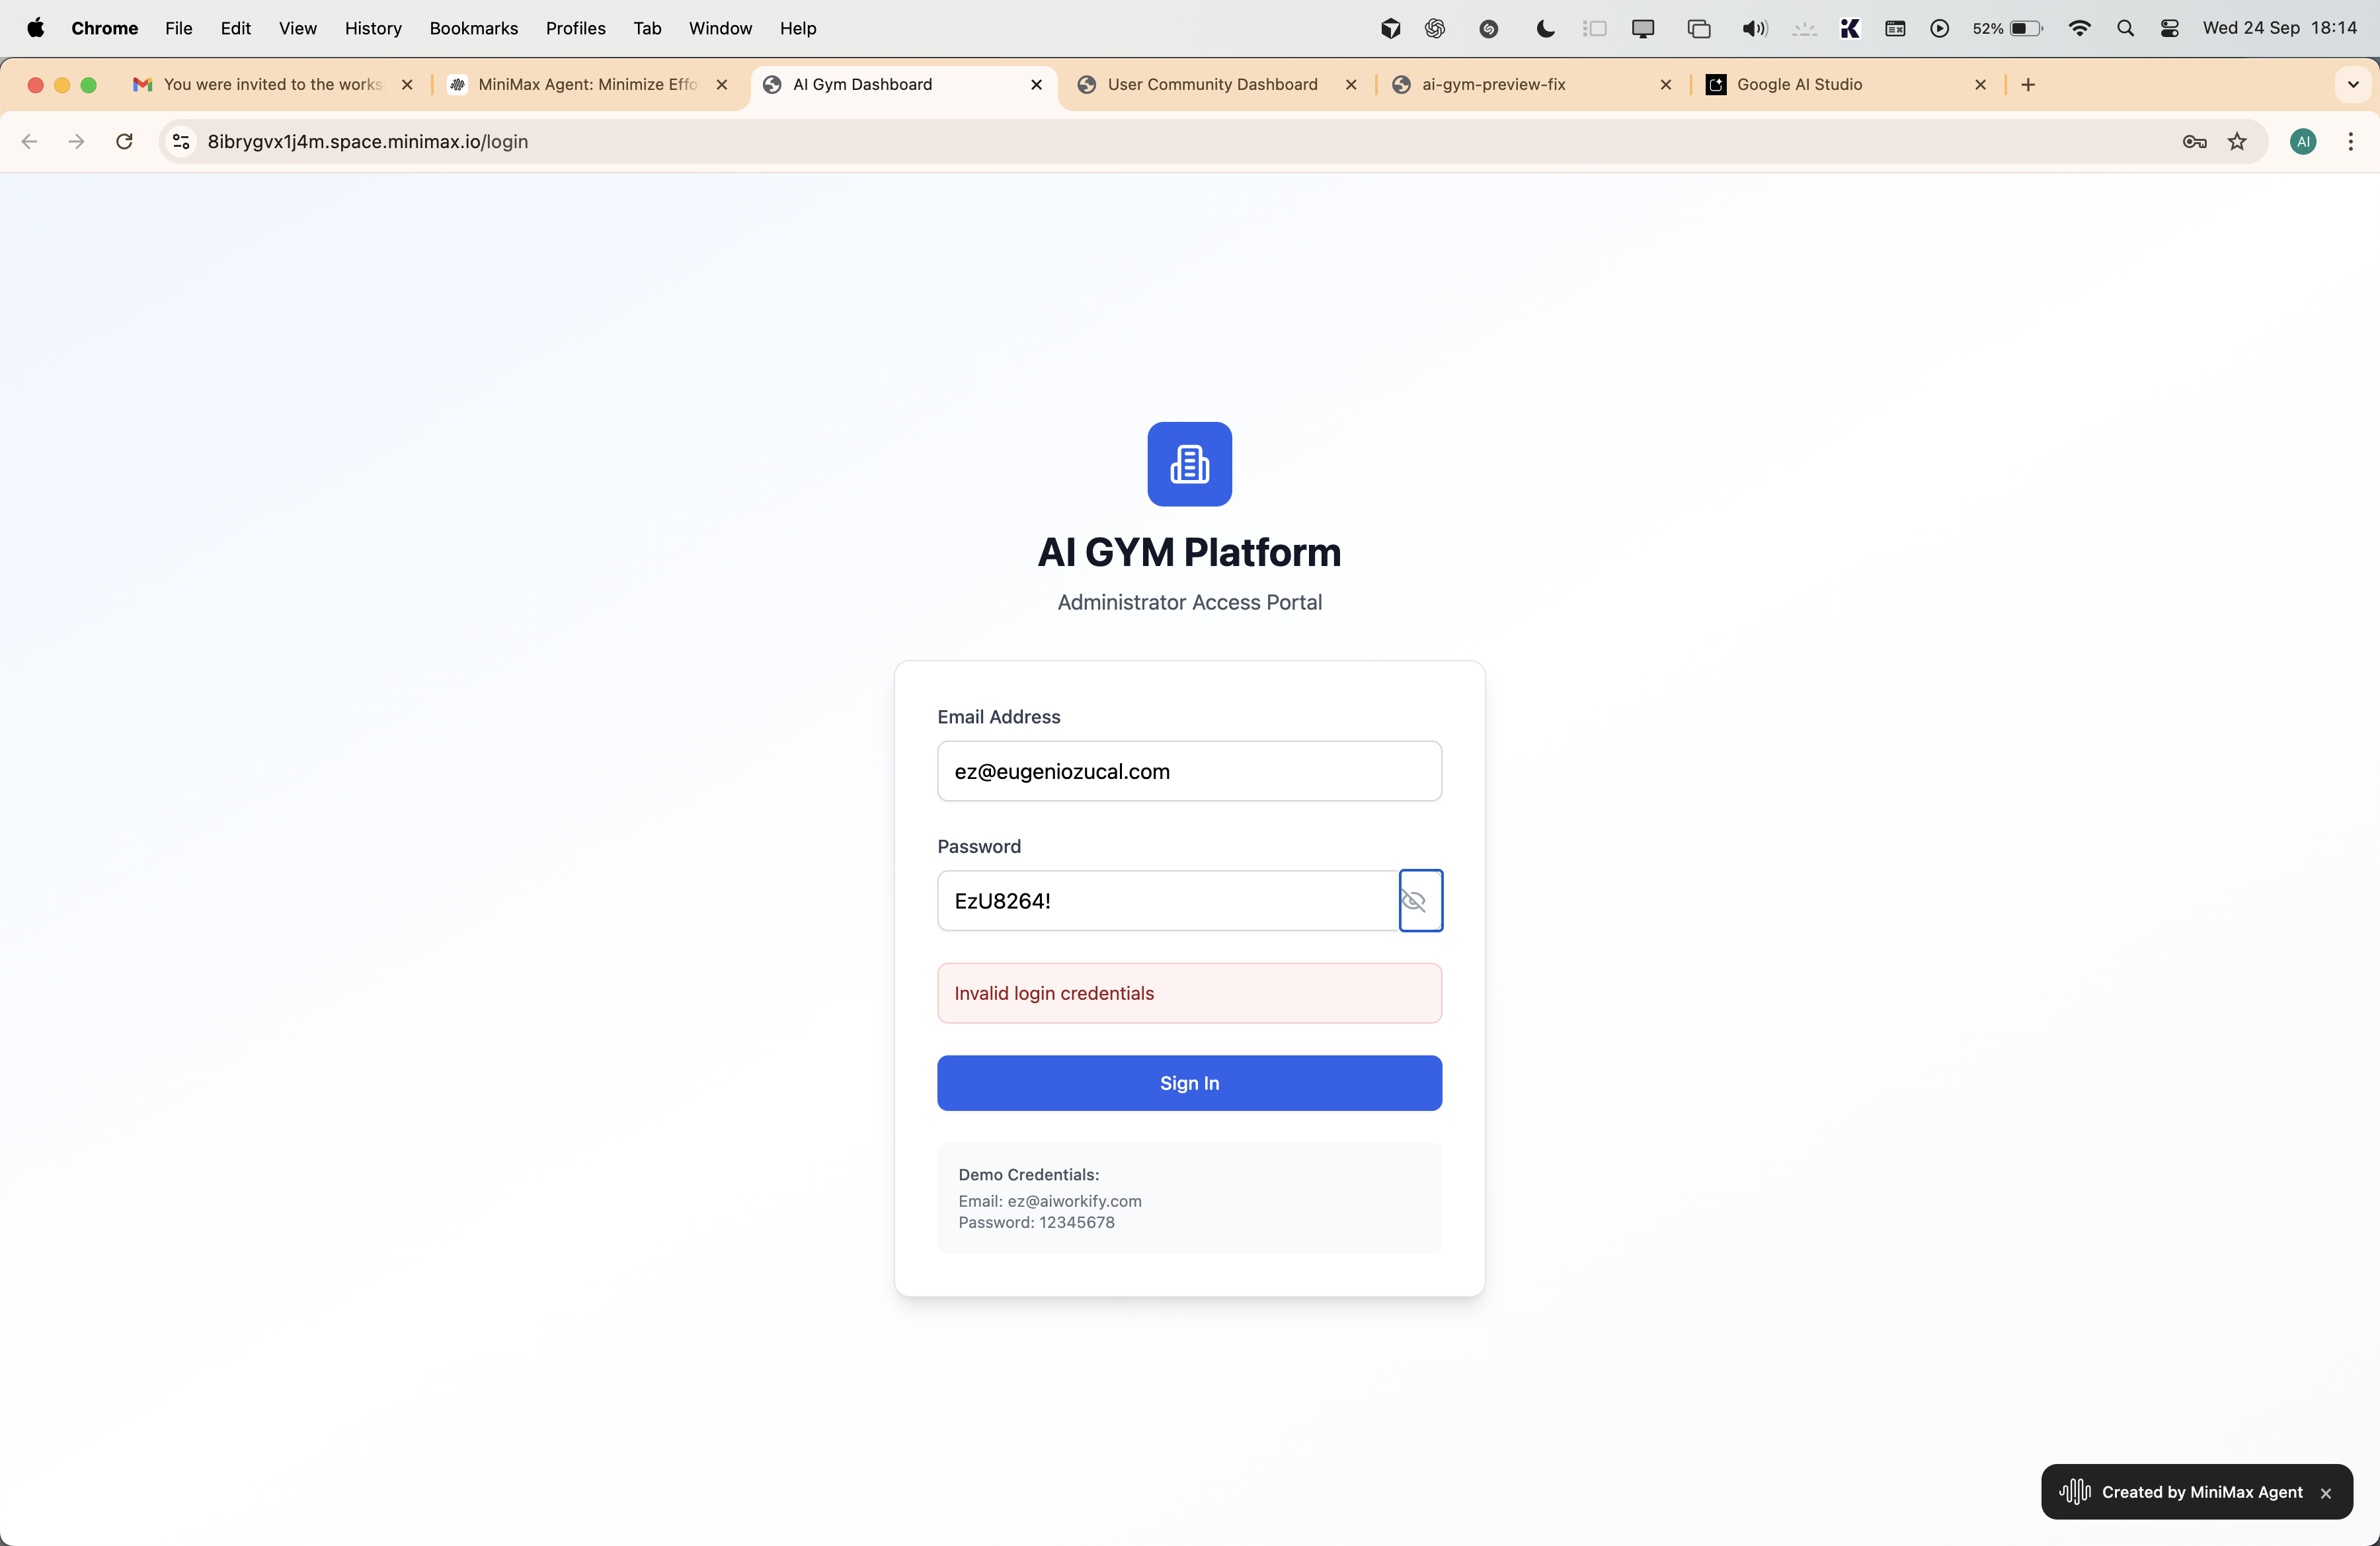 Chrome File Edit View History Bookmarks Profiles Tab Window Help 52% Wed 24 Sep 18:14
You were invited to the works MiniMax Agent: Minimize Effo AI Gym Dashboard User Community Dashboard ai-gym-preview-fix Google AI Studio
8ibrygvx1j4m.space.minimax.io/login AI
AI GYM Platform
Administrator Access Portal
Email Address
ez@eugeniozucal.com
Password
EzU8264!
Invalid login credentials
Sign In
Demo Credentials:
Email: ez@aiworkify.com
Password: 12345678
Created by MiniMax Agent